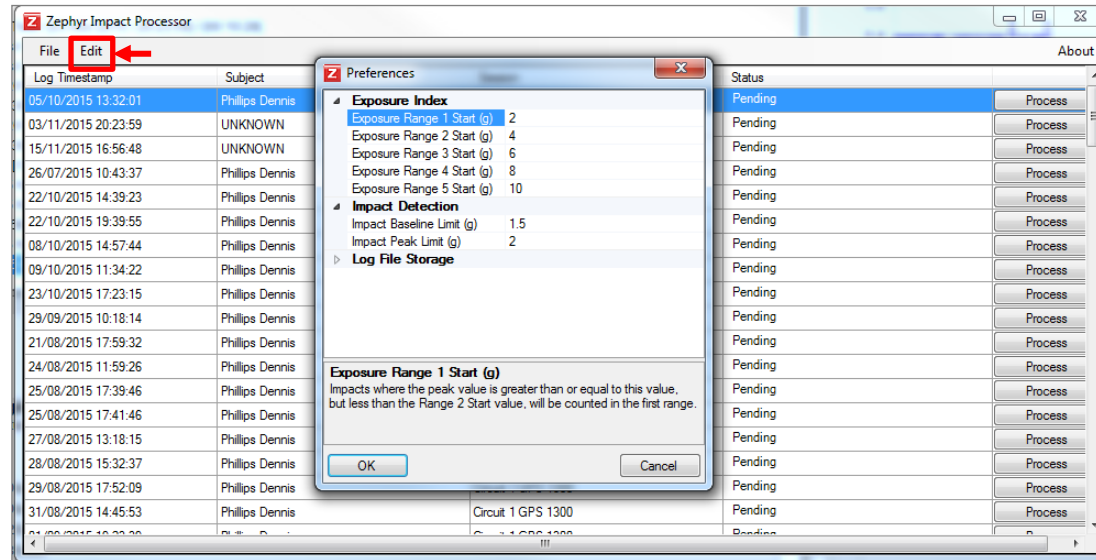 Zephyr Impact Processor
File Edit About
Log Timestamp Subject Status
05/10/2015 13:32:01 Phillips Dennis Pending Process
03/11/2015 20:23:59 UNKNOWN Pending Process
15/11/2015 16:56:48 UNKNOWN Pending Process
26/07/2015 10:43:37 Phillips Dennis Pending Process
22/10/2015 14:39:23 Phillips Dennis Pending Process
22/10/2015 19:39:55 Phillips Dennis Pending Process
08/10/2015 14:57:44 Phillips Dennis Pending Process
09/10/2015 11:34:22 Phillips Dennis Pending Process
23/10/2015 17:23:15 Phillips Dennis Pending Process
29/09/2015 10:18:14 Phillips Dennis Pending Process
21/08/2015 17:59:32 Phillips Dennis Pending Process
24/08/2015 11:59:26 Phillips Dennis Pending Process
25/08/2015 17:39:46 Phillips Dennis Pending Process
25/08/2015 17:41:46 Phillips Dennis Pending Process
27/08/2015 13:18:15 Phillips Dennis Pending Process
28/08/2015 15:32:37 Phillips Dennis Pending Process
29/08/2015 17:52:09 Phillips Dennis Pending Process
31/08/2015 14:45:53 Phillips Dennis Circuit 1 GPS 1300 Pending Process
Preferences
Exposure Index
Exposure Range 1 Start (g) 2
Exposure Range 2 Start (g) 4
Exposure Range 3 Start (g) 6
Exposure Range 4 Start (g) 8
Exposure Range 5 Start (g) 10
Impact Detection
Impact Baseline Limit (g) 1.5
Impact Peak Limit (g) 2
Log File Storage
Exposure Range 1 Start (g)
Impacts where the peak value is greater than or equal to this value,
but less than the Range 2 Start value, will be counted in the first range.
OK Cancel